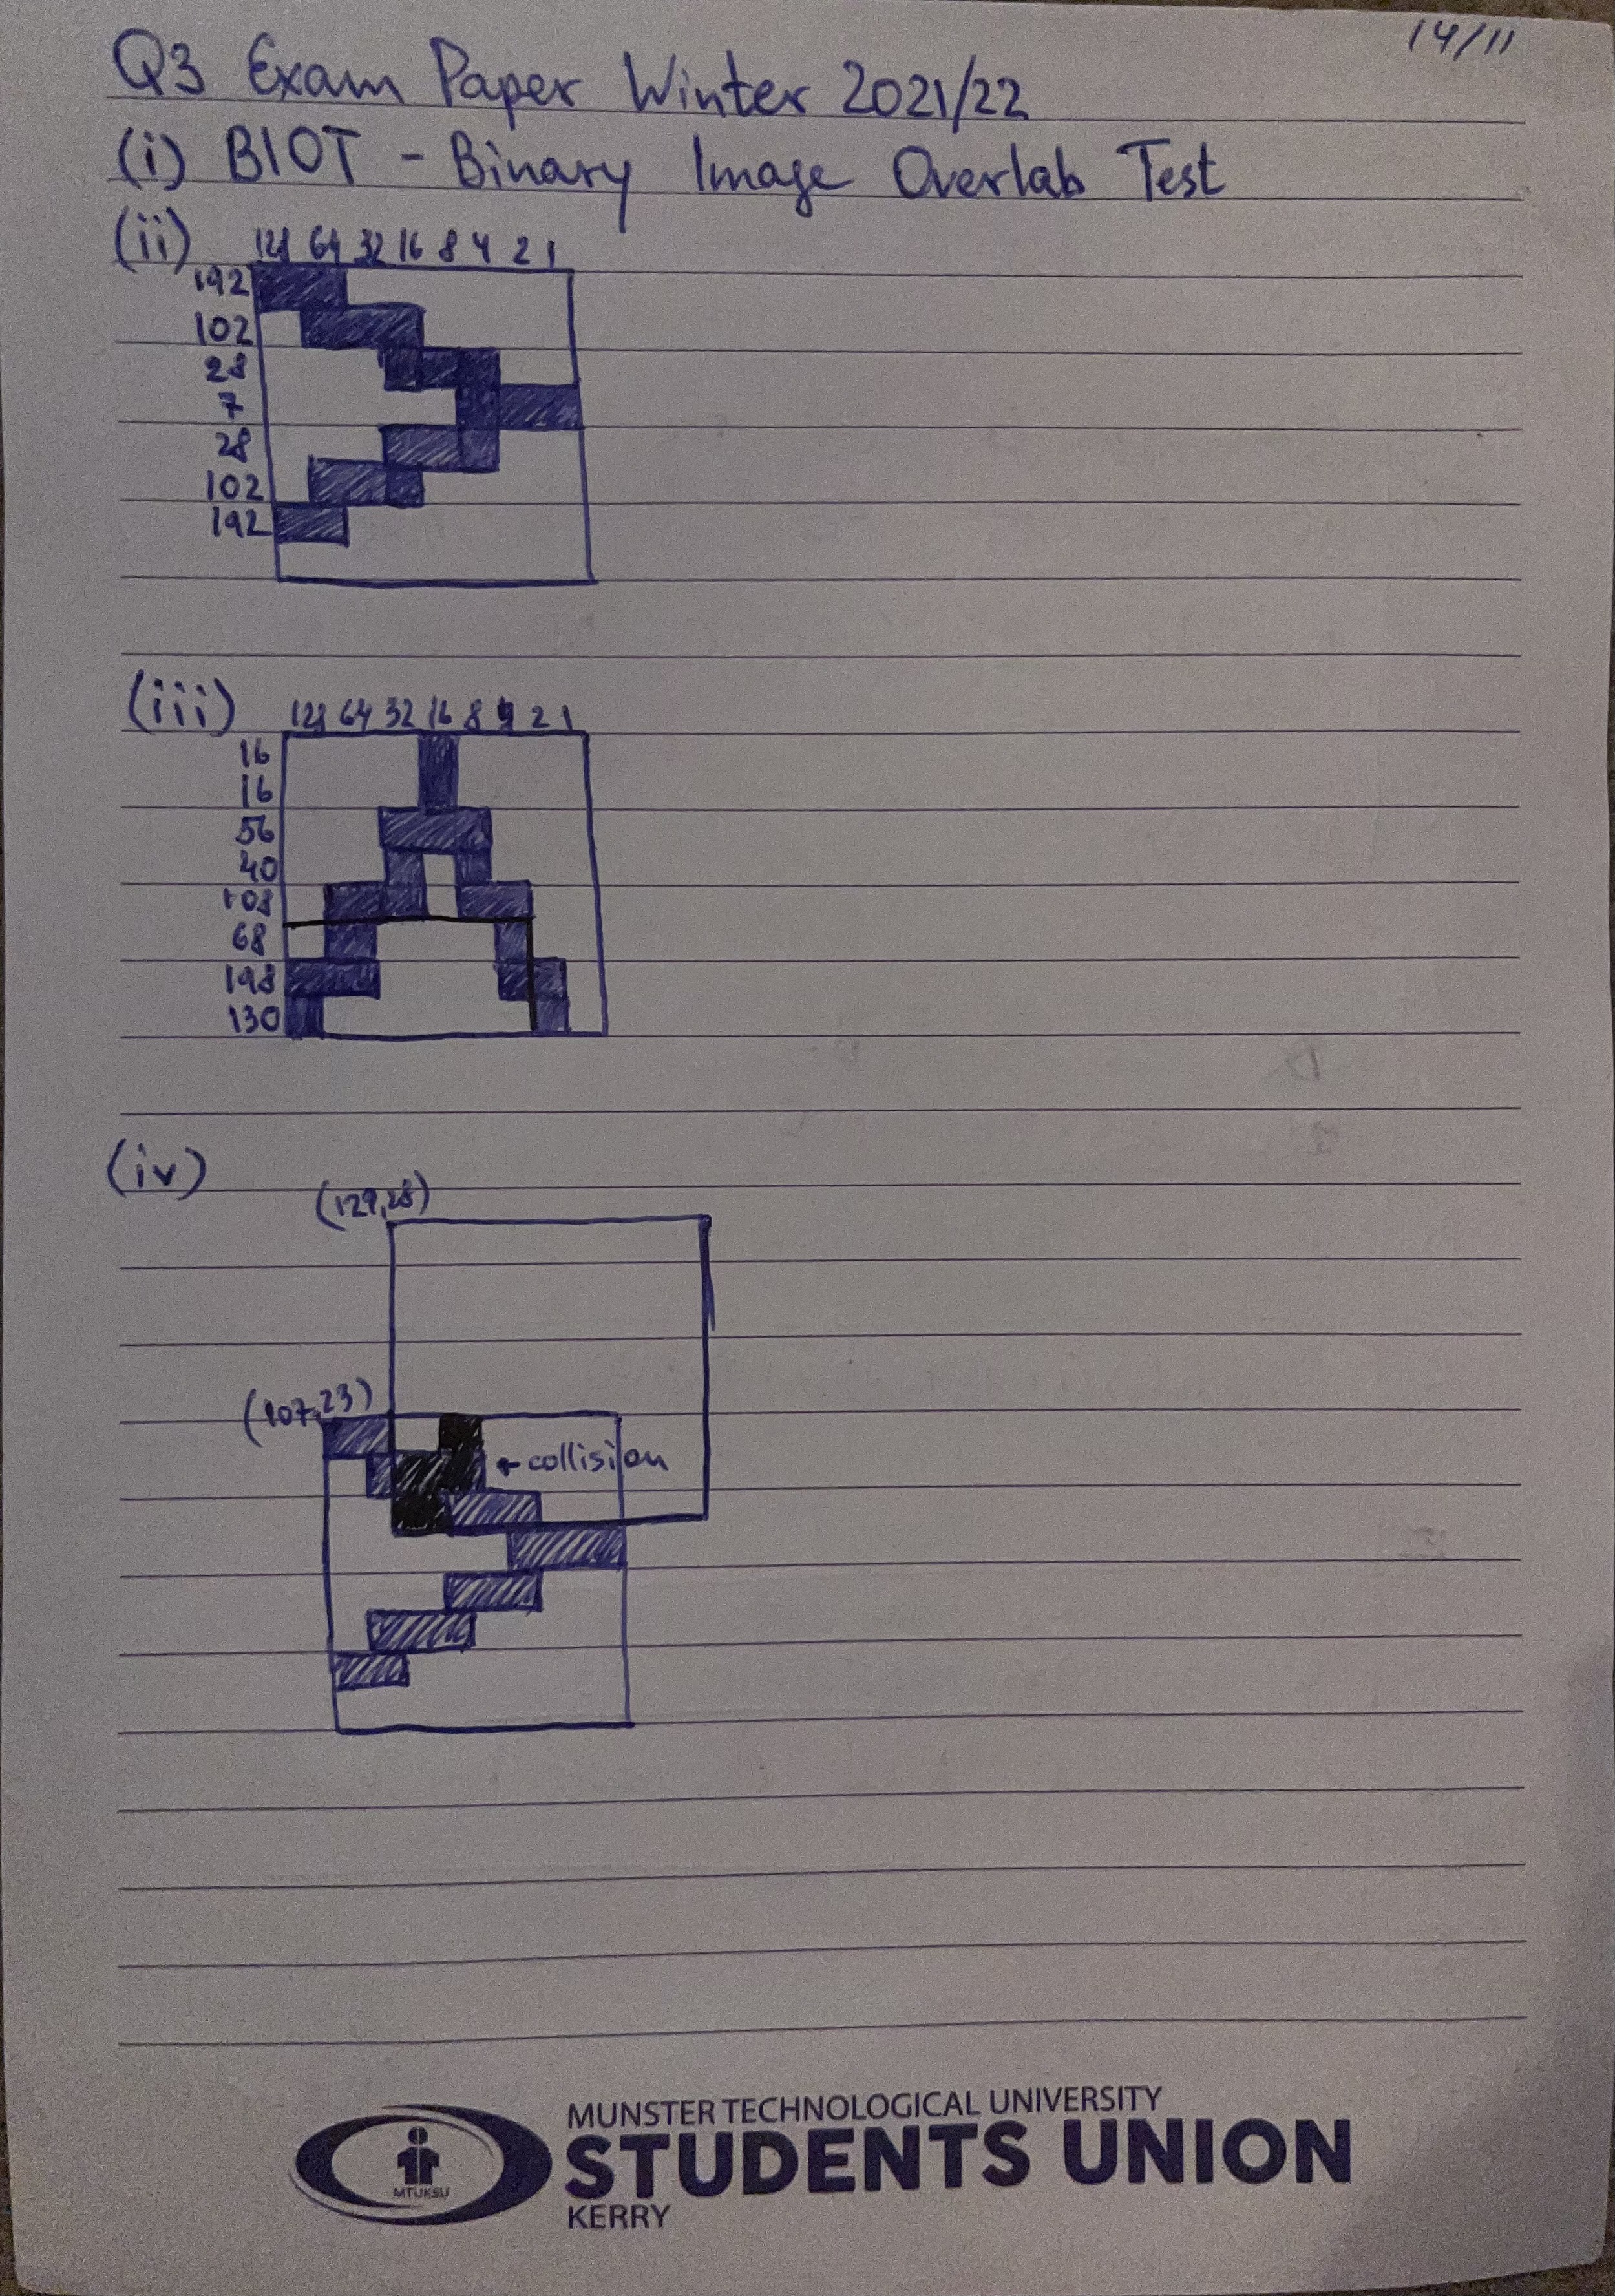 14/11
Q3 Exam Paper Winter 2021/22
(i) BIOT - Binary Image Overlab Test
(ii) 128 64 32 16 8 4 2 1
192
102
28
7
28
102
192
(iii) 128 64 32 16 8 4 2 1
16
16
56
40
108
68
198
130
(iv)
(129,28)
(107,23)
← collision
MUNSTER TECHNOLOGICAL UNIVERSITY
STUDENTS UNION
KERRY
MTUKSU